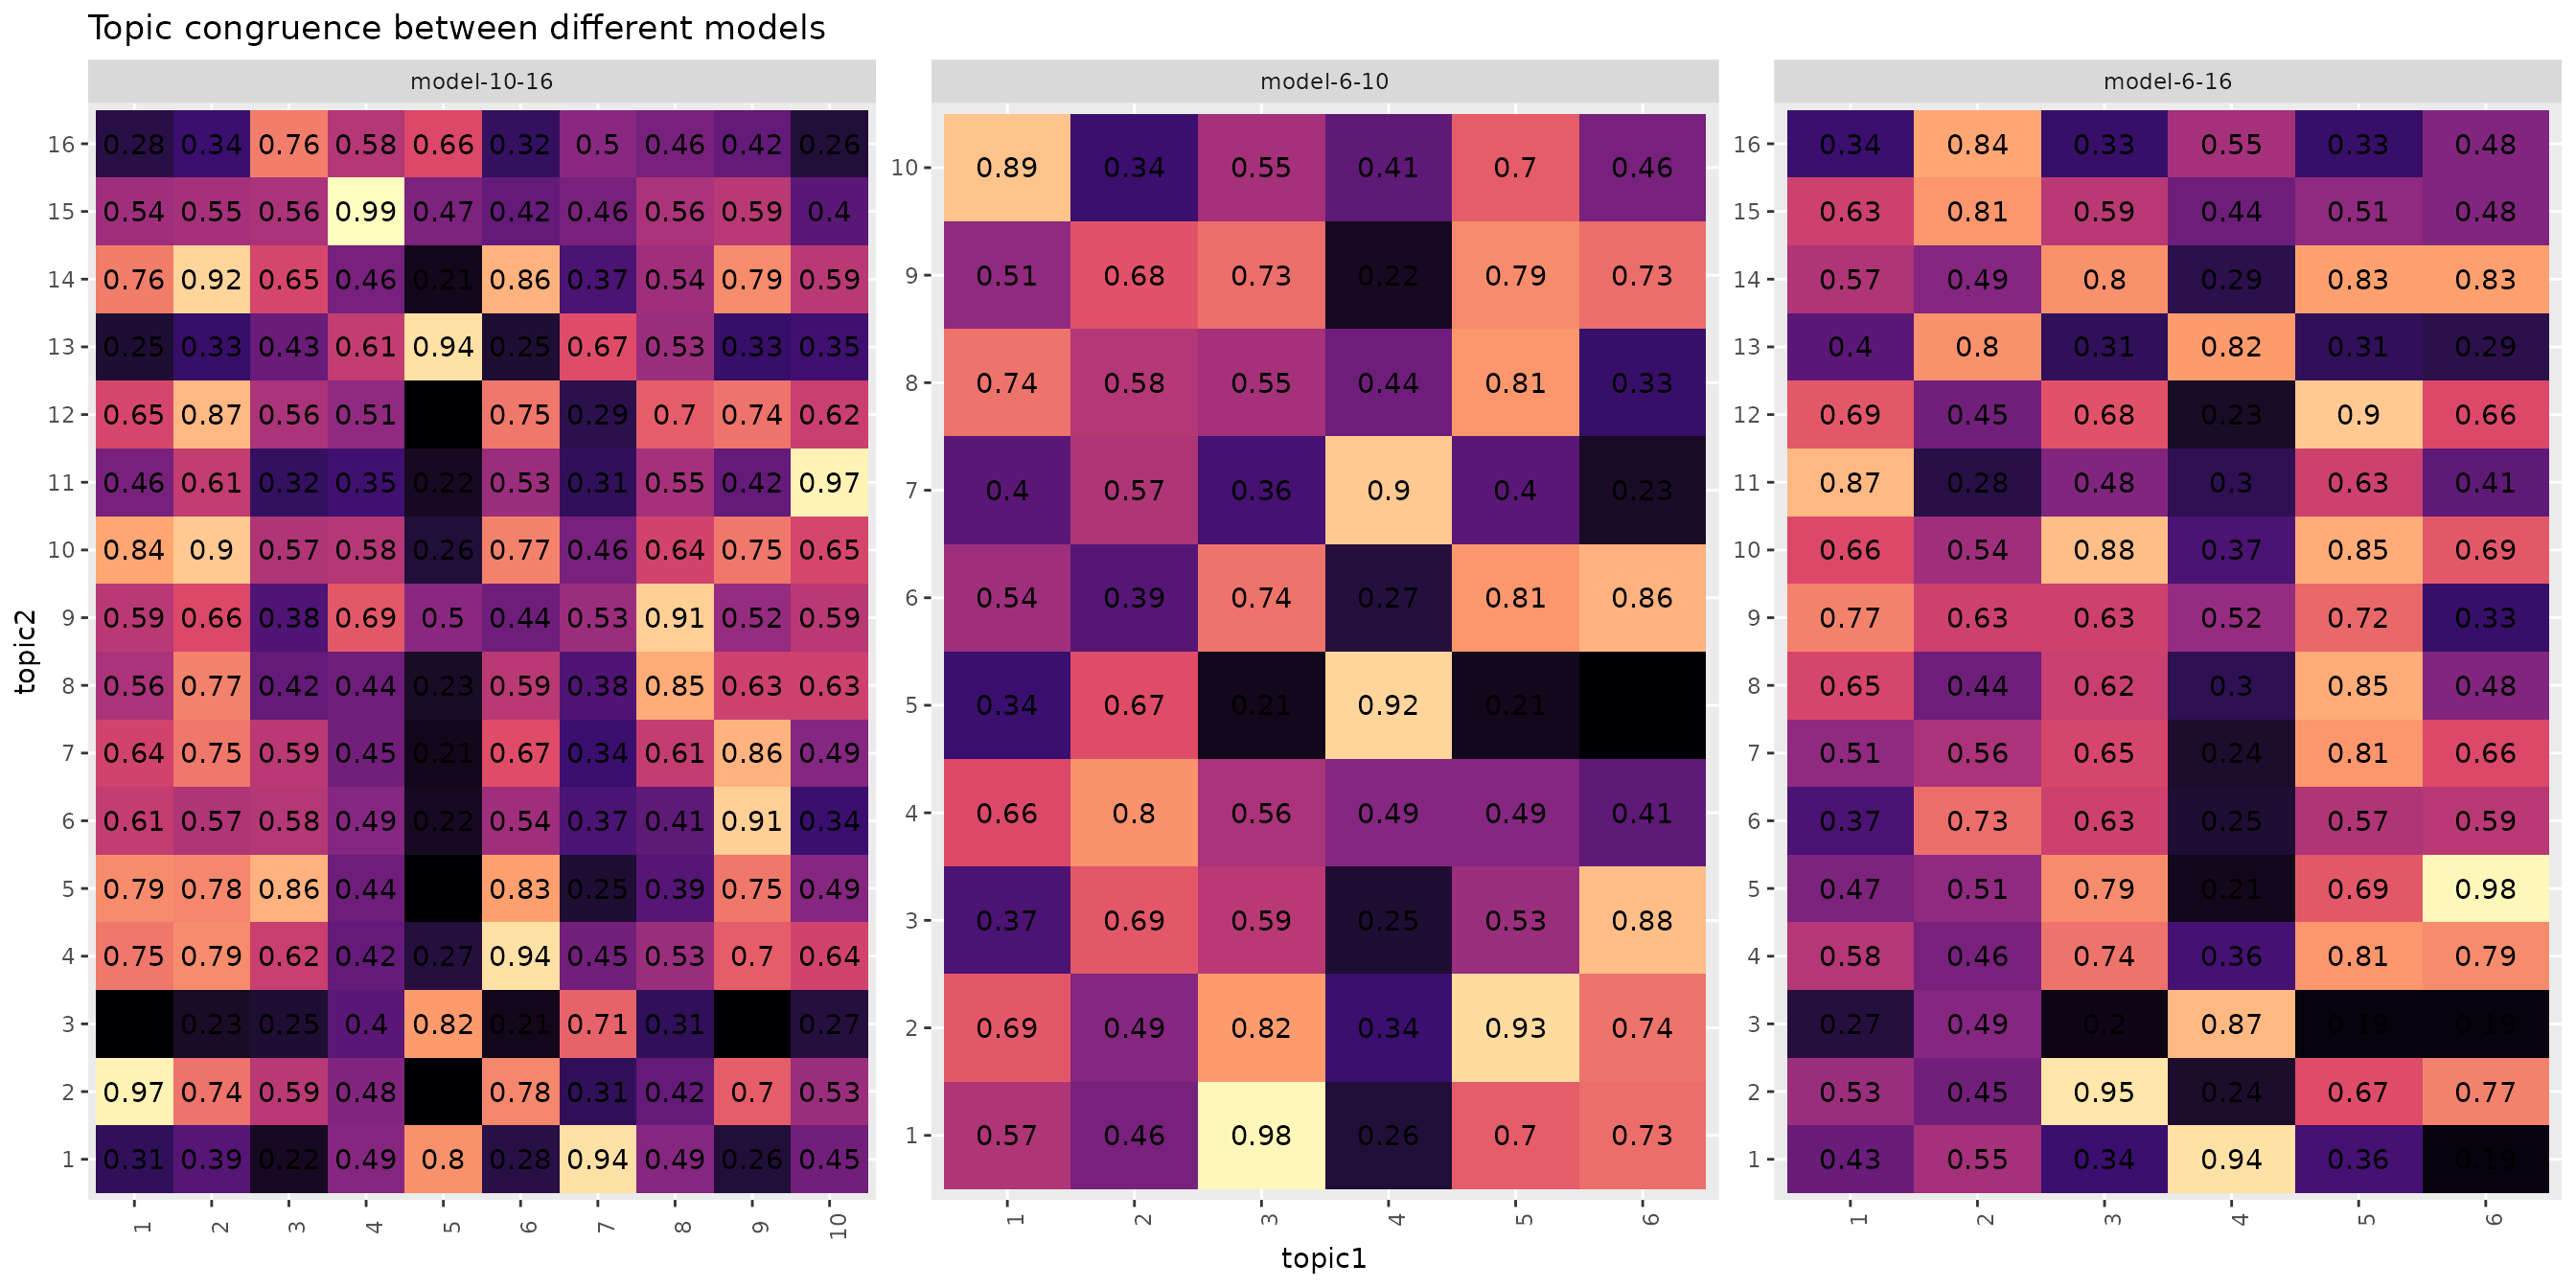 Topic congruence between different models
model-10-16
16 0.28 0.34 0.76 0.58 0.66 0.32 0.5 0.46 0.42 0.26
15 0.54 0.55 0.56 0.99 0.47 0.42 0.46 0.56 0.59 0.4
14 0.76 0.92 0.65 0.46 0.21 0.86 0.37 0.54 0.79 0.59
13 0.25 0.33 0.43 0.61 0.94 0.25 0.67 0.53 0.33 0.35
12 0.65 0.87 0.56 0.51 0.75 0.29 0.7 0.74 0.62
11 0.46 0.61 0.32 0.35 0.22 0.53 0.31 0.55 0.42 0.97
10 0.84 0.9 0.57 0.58 0.26 0.77 0.46 0.64 0.75 0.65
9 0.59 0.66 0.38 0.69 0.5 0.44 0.53 0.91 0.52 0.59
8 0.56 0.77 0.42 0.44 0.23 0.59 0.38 0.85 0.63 0.63
7 0.64 0.75 0.59 0.45 0.21 0.67 0.34 0.61 0.86 0.49
6 0.61 0.57 0.58 0.49 0.22 0.54 0.37 0.41 0.91 0.34
5 0.79 0.78 0.86 0.44 0.83 0.25 0.39 0.75 0.49
4 0.75 0.79 0.62 0.42 0.27 0.94 0.45 0.53 0.7 0.64
3 0.23 0.25 0.4 0.82 0.21 0.71 0.31 0.27
2 0.97 0.74 0.59 0.48 0.78 0.31 0.42 0.7 0.53
1 0.31 0.39 0.22 0.49 0.8 0.28 0.94 0.49 0.26 0.45
1 2 3 4 5 6 7 8 9 10
model-6-10
10 0.89 0.34 0.55 0.41 0.7 0.46
9 0.51 0.68 0.73 0.22 0.79 0.73
8 0.74 0.58 0.55 0.44 0.81 0.33
7 0.4 0.57 0.36 0.9 0.4 0.23
6 0.54 0.39 0.74 0.27 0.81 0.86
5 0.34 0.67 0.21 0.92 0.21
4 0.66 0.8 0.56 0.49 0.49 0.41
3 0.37 0.69 0.59 0.25 0.53 0.88
2 0.69 0.49 0.82 0.34 0.93 0.74
1 0.57 0.46 0.98 0.26 0.7 0.73
1 2 3 4 5 6
model-6-16
16 0.34 0.84 0.33 0.55 0.33 0.48
15 0.63 0.81 0.59 0.44 0.51 0.48
14 0.57 0.49 0.8 0.29 0.83 0.83
13 0.4 0.8 0.31 0.82 0.31 0.29
12 0.69 0.45 0.68 0.23 0.9 0.66
11 0.87 0.28 0.48 0.3 0.63 0.41
10 0.66 0.54 0.88 0.37 0.85 0.69
9 0.77 0.63 0.63 0.52 0.72 0.33
8 0.65 0.44 0.62 0.3 0.85 0.48
7 0.51 0.56 0.65 0.24 0.81 0.66
6 0.37 0.73 0.63 0.25 0.57 0.59
5 0.47 0.51 0.79 0.21 0.69 0.98
4 0.58 0.46 0.74 0.36 0.81 0.79
3 0.27 0.49 0.2 0.87 0.19 0.19
2 0.53 0.45 0.95 0.24 0.67 0.77
1 0.43 0.55 0.34 0.94 0.36 0.19
1 2 3 4 5 6
topic2
topic1